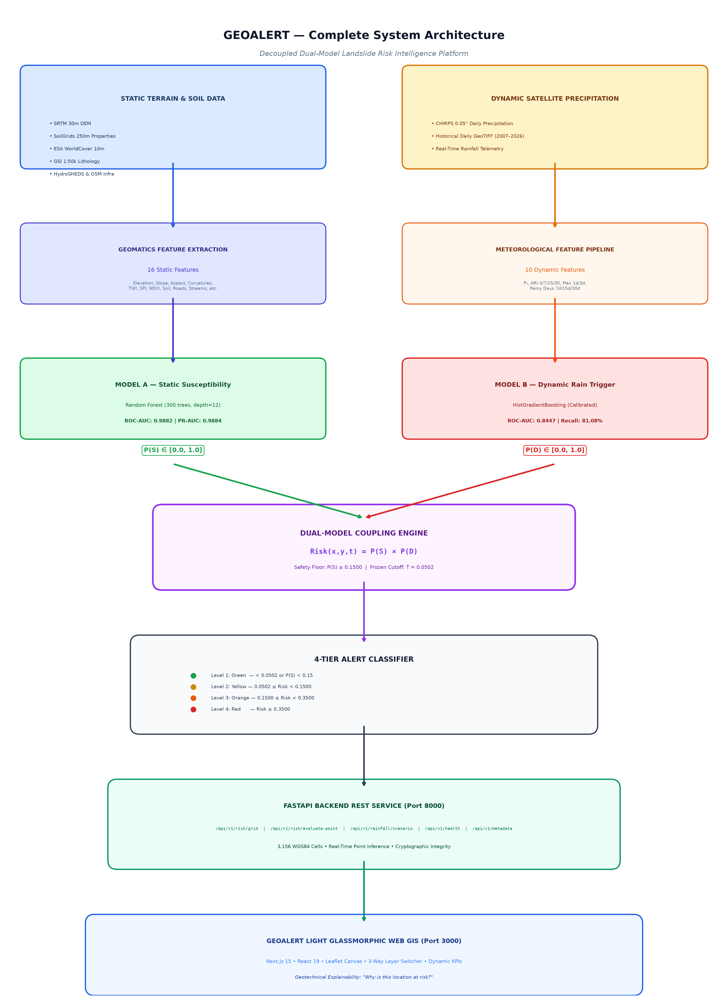 GEOALERT — Complete System Architecture
Decoupled Dual-Model Landslide Risk Intelligence Platform
STATIC TERRAIN & SOIL DATA
• SRTM 30m DEM
• SoilGrids 250m Properties
• ESA WorldCover 10m
• GSI 1:50k Lithology
• HydroSHEDS & OSM Infra
DYNAMIC SATELLITE PRECIPITATION
• CHIRPS 0.05° Daily Precipitation
• Historical Daily GeoTIFF (2007–2026)
• Real-Time Rainfall Telemetry
GEOMATICS FEATURE EXTRACTION
16 Static Features
Elevation, Slope, Aspect, Curvatures,
TWI, SPI, NDVI, Soil, Roads, Streams, etc.
METEOROLOGICAL FEATURE PIPELINE
10 Dynamic Features
P₀, ARI-3/7/15/30, Max 1d/3d,
Rainy Days 7d/15d/30d
MODEL A — Static Susceptibility
Random Forest (300 trees, depth=12)
ROC-AUC: 0.9882 | PR-AUC: 0.9884
MODEL B — Dynamic Rain Trigger
HistGradientBoosting (Calibrated)
ROC-AUC: 0.8447 | Recall: 81.08%
P(S) ∈ [0.0, 1.0]
P(D) ∈ [0.0, 1.0]
DUAL-MODEL COUPLING ENGINE
Risk(x,y,t) = P(S) × P(D)
Safety Floor: P(S) ≥ 0.1500 | Frozen Cutoff: T = 0.0502
4-TIER ALERT CLASSIFIER
Level 1: Green — < 0.0502 or P(S) < 0.15
Level 2: Yellow — 0.0502 ≤ Risk < 0.1500
Level 3: Orange — 0.1500 ≤ Risk < 0.3500
Level 4: Red — Risk ≥ 0.3500
FASTAPI BACKEND REST SERVICE (Port 8000)
/api/v1/risk/grid | /api/v1/risk/evaluate-point | /api/v1/rainfall/scenario | /api/v1/health | /api/v1/metadata
3,156 WGS84 Cells • Real-Time Point Inference • Cryptographic Integrity
GEOALERT LIGHT GLASSMORPHIC WEB GIS (Port 3000)
Next.js 15 • React 19 • Leaflet Canvas • 3-Way Layer Switcher • Dynamic KPIs
Geotechnical Explainability: "Why is this location at risk?"